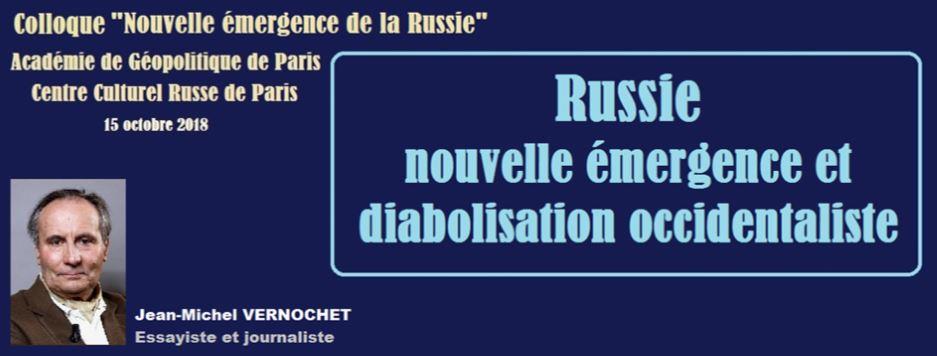 Colloque "Nouvelle émergence de la Russie"
Académie de Géopolitique de Paris
Centre Culturel Russe de Paris
15 octobre 2018
Russie
nouvelle émergence et
diabolisation occidentaliste
Jean-Michel VERNOCHET
Essayiste et journaliste